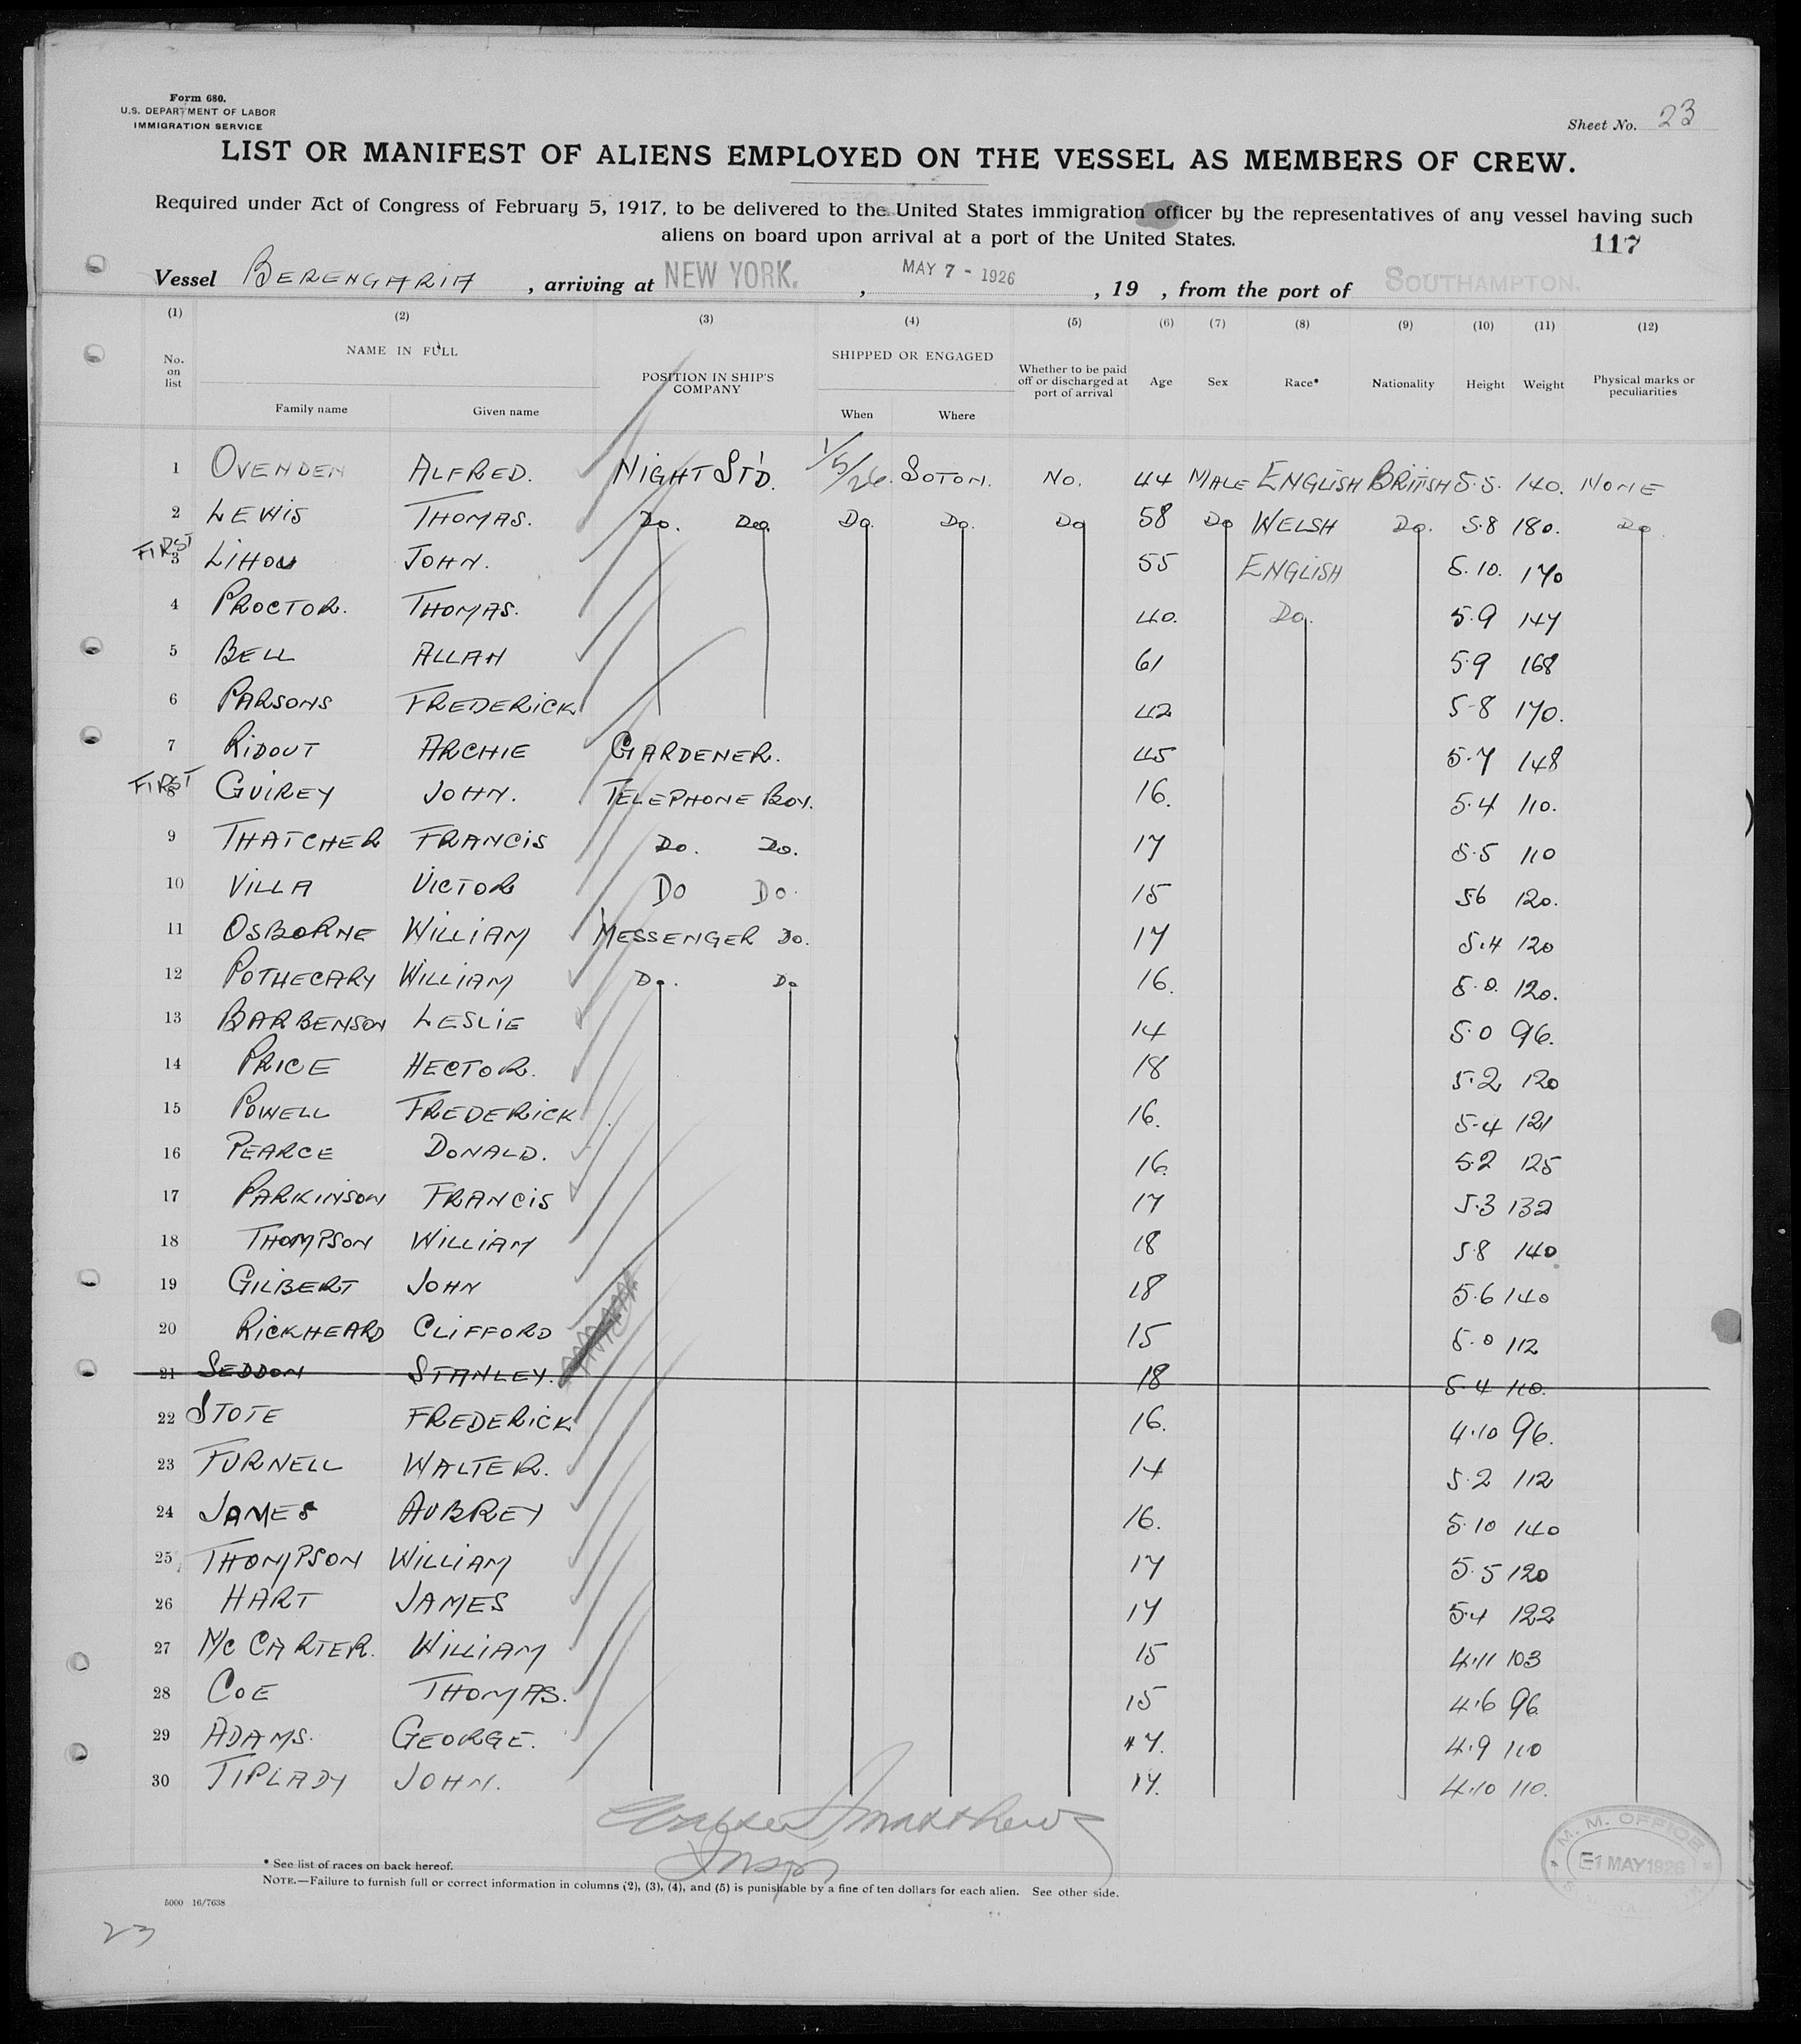 Form 680.
U.S. DEPARTMENT OF LABOR
IMMIGRATION SERVICE
Sheet No. 23
LIST OR MANIFEST OF ALIENS EMPLOYED ON THE VESSEL AS MEMBERS OF CREW.
Required under Act of Congress of February 5, 1917, to be delivered to the United States immigration officer by the representatives of any vessel having such
aliens on board upon arrival at a port of the United States.
117
Vessel BERENGARIA , arriving at NEW YORK. , MAY 7 - 1926 , 19 , from the port of SOUTHAMPTON.
(1) (2) (3) (4) (5) (6) (7) (8) (9) (10) (11) (12)
No. on list NAME IN FULL Family name Given name POSITION IN SHIP'S COMPANY SHIPPED OR ENGAGED When Where Whether to be paid off or discharged at port of arrival Age Sex Race* Nationality Height Weight Physical marks or peculiarities
1 OVENDEN ALFRED. NIGHT ST'D. 1/5/26. SOTON. NO. 44 MALE ENGLISH BRITISH 5.5. 140. NONE
2 LEWIS THOMAS. Do. Do. Do. Do. Do 58 Do WELSH Do. 5.8 180. Do
FIRST 3 LIHOU JOHN. 55 ENGLISH 5.10. 170
4 PROCTOR. THOMAS. 40. Do. 5.9 147
5 BELL ALLAN 61 5.9 168
6 PARSONS FREDERICK 42 5-8 170.
7 RIDOUT ARCHIE GARDENER. 45 5.7 148
FIRST 8 GUIREY JOHN. TELEPHONE BOY. 16. 5.4 110.
9 THATCHER FRANCIS Do. Do. 17 5.5 110
10 VILLA VICTOR Do Do. 15 56 120.
11 OSBORNE WILLIAM MESSENGER Do. 17 5.4 120
12 POTHECARY WILLIAM Do. Do 16. 5.0. 120.
13 BARBENSON LESLIE 14 5.0 96.
14 PRICE HECTOR. 18 5.2 120
15 POWELL FREDERICK 16. 5-4 121
16 PEARCE DONALD. 16. 5.2 125
17 PARKINSON FRANCIS 17 5.3 132
18 THOMPSON WILLIAM 18 5.8 140
19 GILBERT JOHN 18 5.6 140
20 RICKHEARD CLIFFORD 15 5.0 112
21 SEDDON STANLEY. 18 5.4 110.
22 STOTE FREDERICK 16. 4.10 96.
23 FURNELL WALTER. 14 5.2 112
24 JAMES AUBREY 16. 5.10 140
25 THOMPSON WILLIAM 17 5.5 120
26 HART JAMES 17 5.4 122
27 McCARTER. WILLIAM 15 4.11 103
28 COE THOMAS. 15 4.6 96
29 ADAMS. GEORGE. 17. 4.9 110
30 TIPLADY JOHN. 17. 4.10 110.
Matthews
Insp
M. M. OFFICE
E1 MAY 1926
* See list of races on back hereof.
NOTE.—Failure to furnish full or correct information in columns (2), (3), (4), and (5) is punishable by a fine of ten dollars for each alien. See other side.
5000 16/7638
23